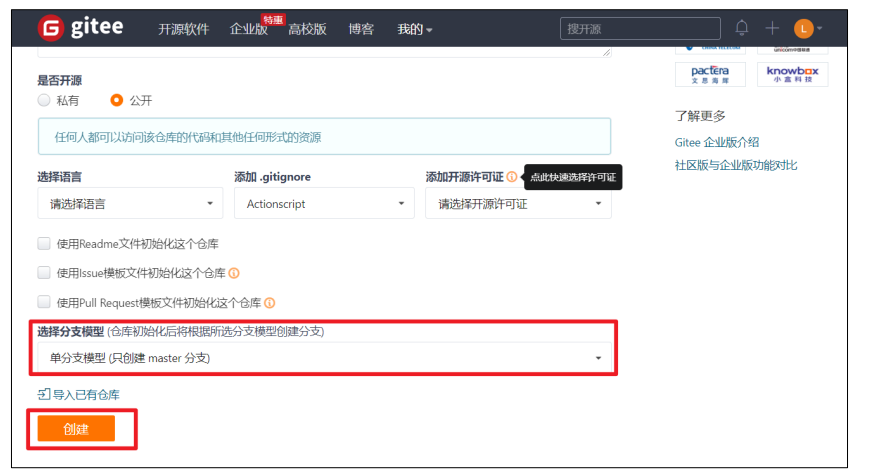 gitee 开源软件 企业版 特惠 高校版 博客 我的 搜开源 L
CHINA TELECOM
pactera 文思海辉 knowbox 小盒科技
是否开源
私有 公开
任何人都可以访问该仓库的代码和其他任何形式的资源
了解更多
Gitee 企业版介绍
社区版与企业版功能对比
选择语言 添加 .gitignore 添加开源许可证 点此快速选择许可证
请选择语言 Actionscript 请选择开源许可证
使用Readme文件初始化这个仓库
使用Issue模板文件初始化这个仓库
使用Pull Request模板文件初始化这个仓库
选择分支模型 (仓库初始化后将根据所选分支模型创建分支)
单分支模型 (只创建 master 分支)
导入已有仓库
创建